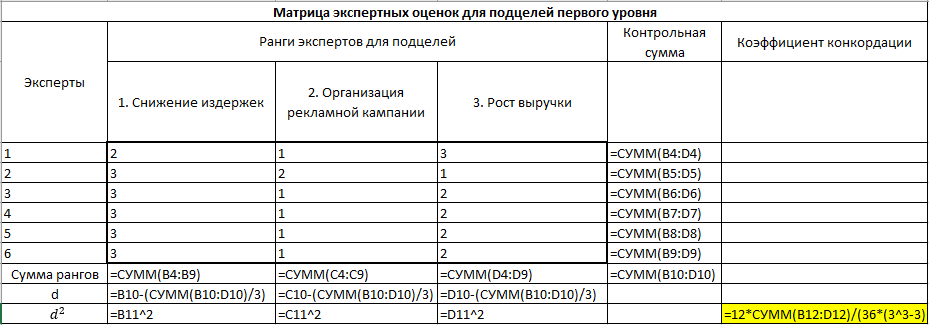 Матрица экспертных оценок для подцелей первого уровня
Эксперты
Ранги экспертов для подцелей
Контрольная
сумма
Коэффициент конкордации
1. Снижение издержек
2. Организация
рекламной кампании
3. Рост выручки
1 2 1 3 =СУММ(B4:D4)
2 3 2 1 =СУММ(B5:D5)
3 3 1 2 =СУММ(B6:D6)
4 3 1 2 =СУММ(B7:D7)
5 3 1 2 =СУММ(B8:D8)
6 3 1 2 =СУММ(B9:D9)
Сумма рангов =СУММ(B4:B9) =СУММ(C4:C9) =СУММ(D4:D9) =СУММ(B10:D10)
d =B10-(СУММ(B10:D10)/3) =C10-(СУММ(B10:D10)/3) =D10-(СУММ(B10:D10)/3)
d² =B11^2 =C11^2 =D11^2 =12*СУММ(B12:D12)/(36*(3^3-3)